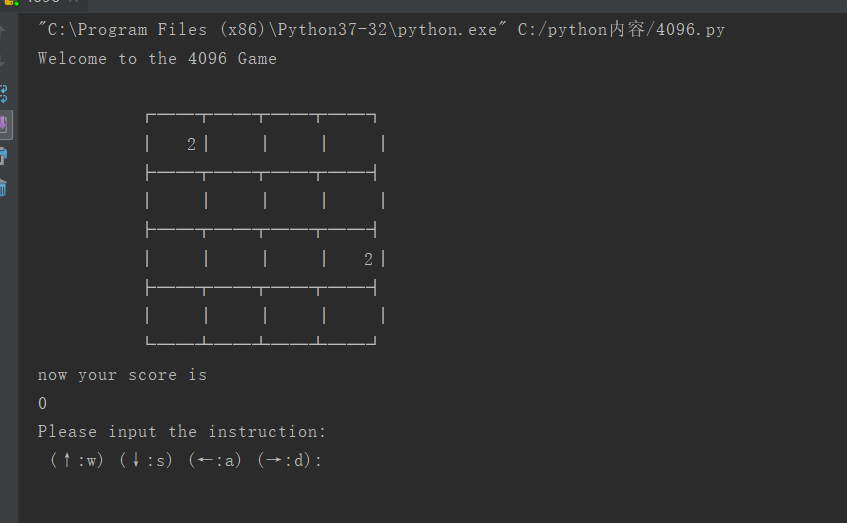 "C:\Program Files (x86)\Python37-32\python.exe" C:/python内容/4096.py
Welcome to the 4096 Game
2
2
now your score is
0
Please input the instruction:
(↑:w) (↓:s) (←:a) (→:d):